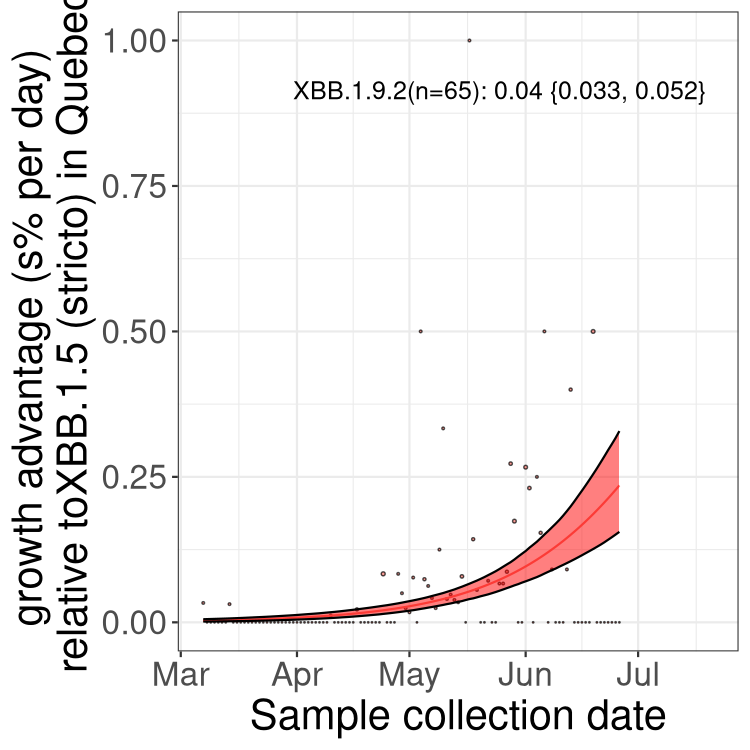 growth advantage (s% per day)
relative toXBB.1.5 (stricto) in Quebec
1.00
XBB.1.9.2(n=65): 0.04 {0.033, 0.052}
0.75
0.50
0.25
0.00
Mar Apr May Jun Jul
Sample collection date